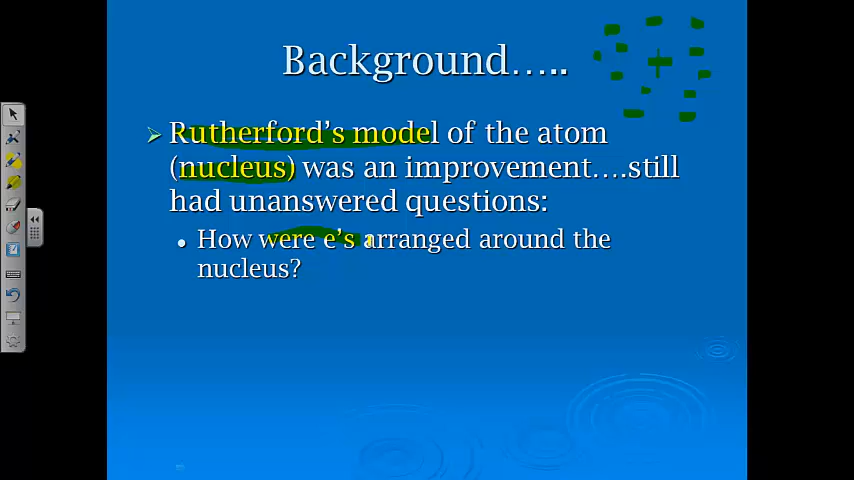 Background.....
Rutherford's model of the atom
(nucleus) was an improvement....still
had unanswered questions:
How were e's arranged around the
nucleus?